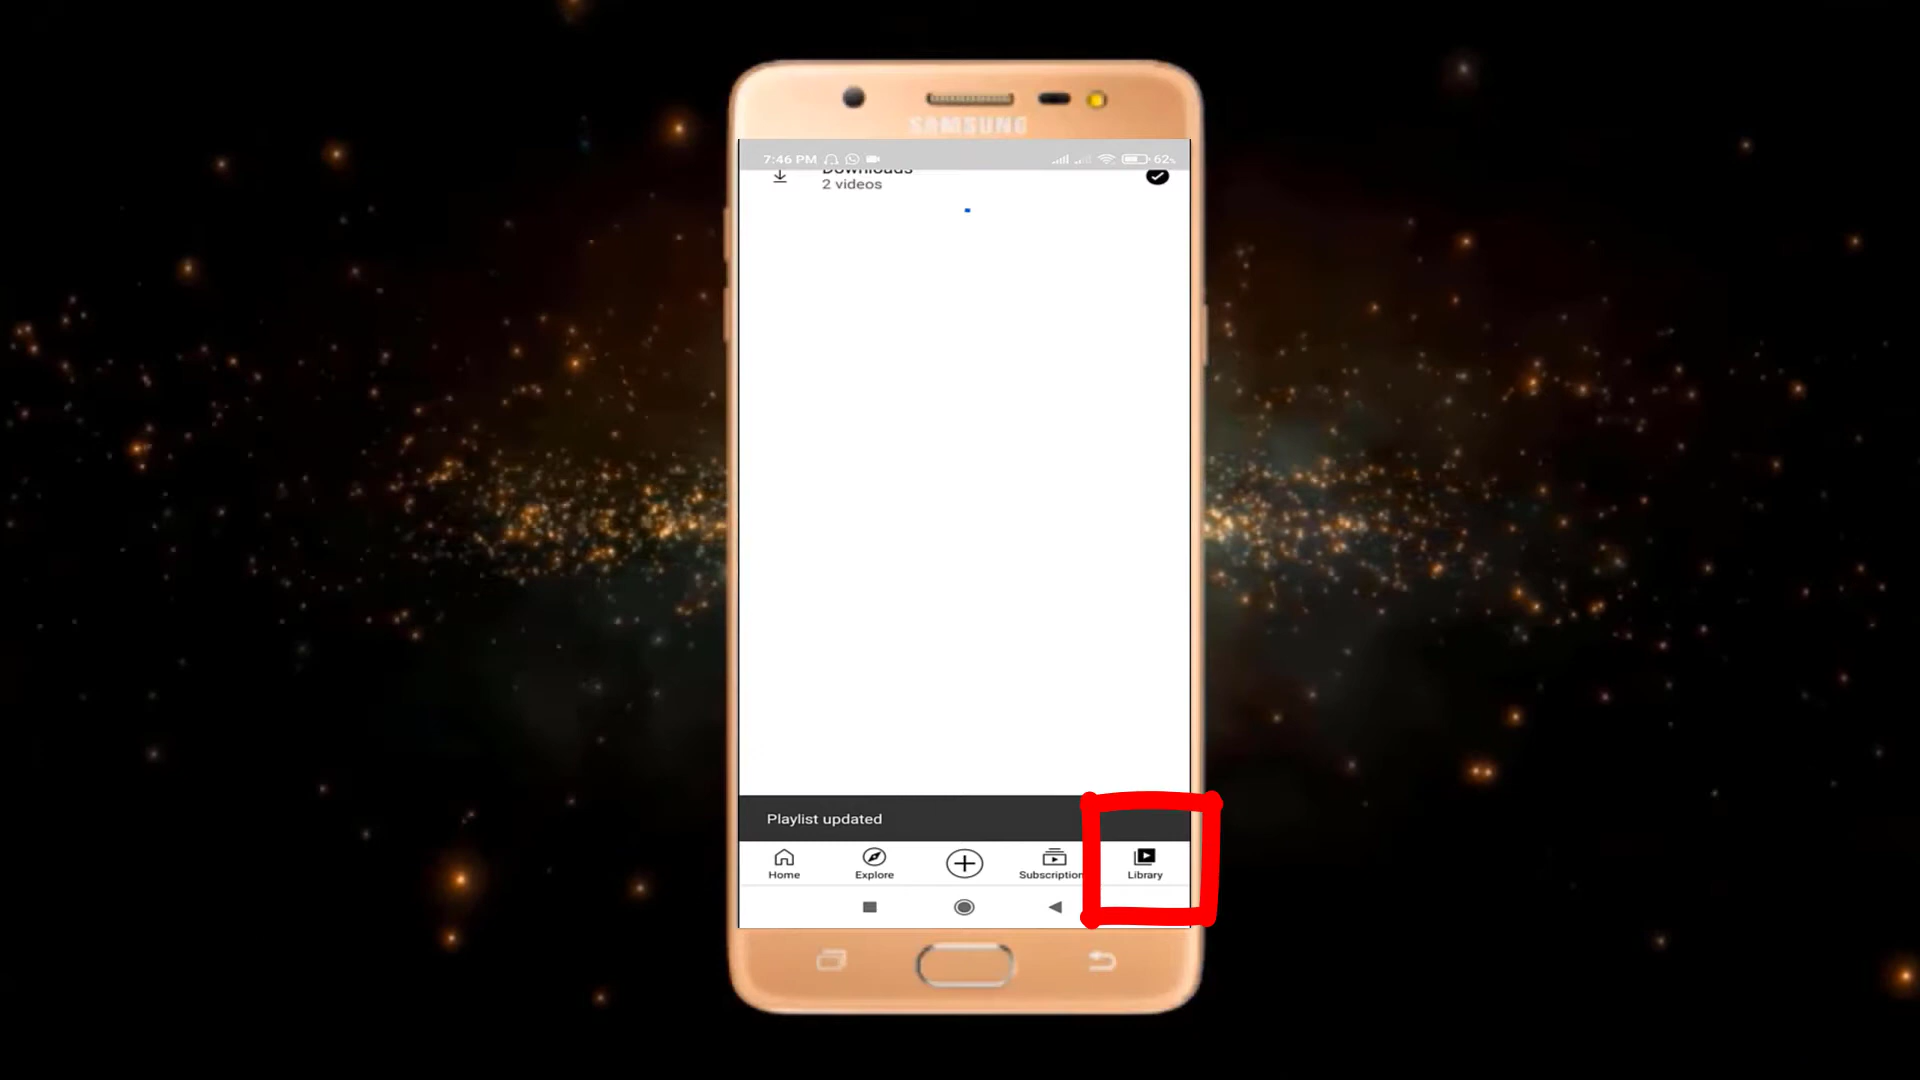 SAMSUNG
7:46 PM 62%
Downloads
2 videos
Playlist updated
Home Explore Subscription Library